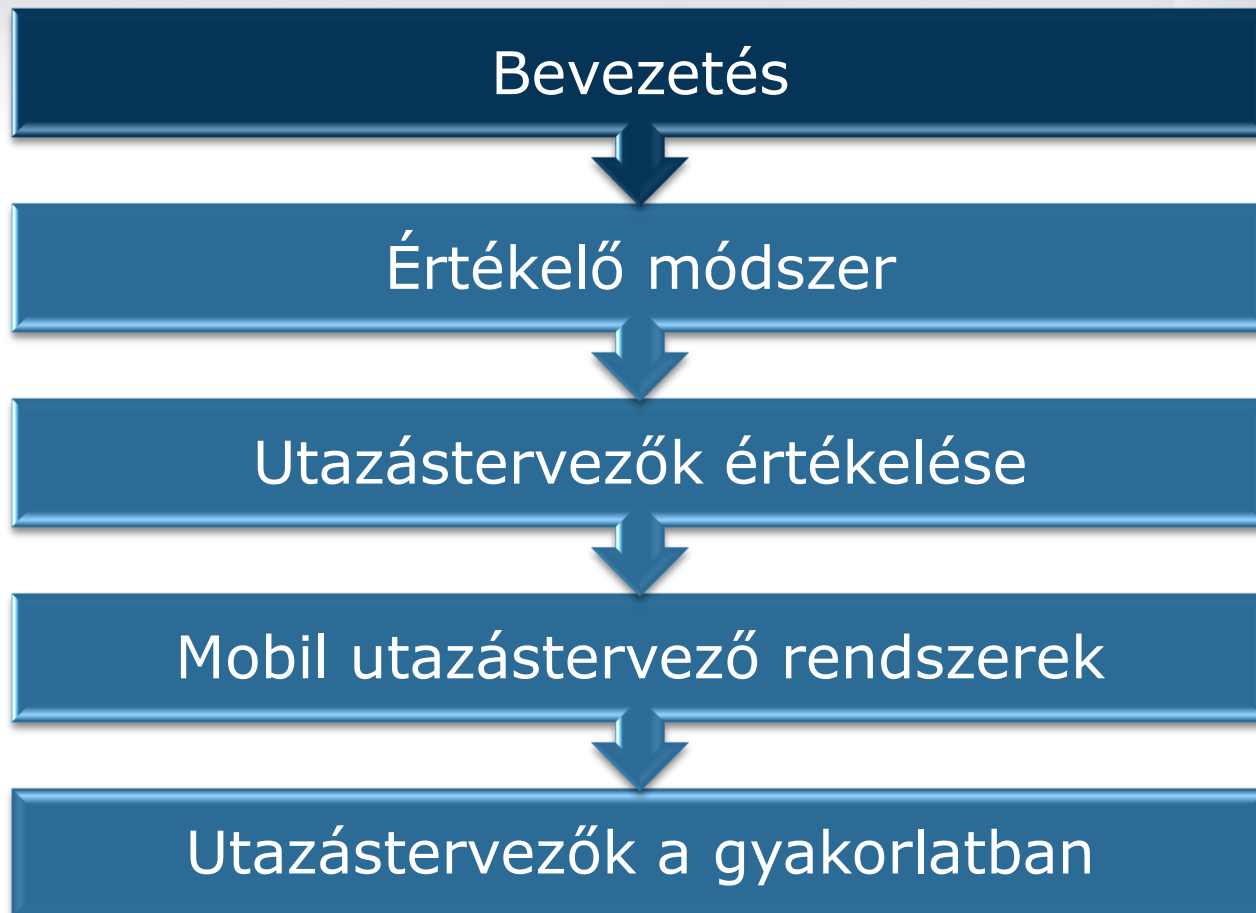 Bevezetés
Értékelő módszer
Utazástervezők értékelése
Mobil utazástervező rendszerek
Utazástervezők a gyakorlatban